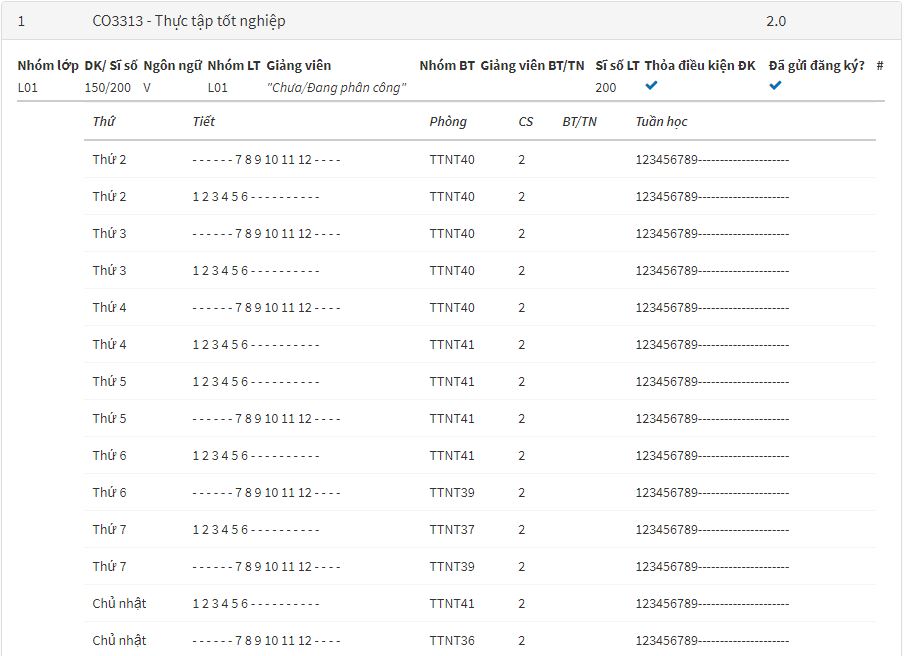 1 CO3313 - Thực tập tốt nghiệp 2.0
Nhóm lớp DK/ Sĩ số Ngôn ngữ Nhóm LT Giảng viên Nhóm BT Giảng viên BT/TN Sĩ số LT Thỏa điều kiện ĐK Đã gửi đăng ký? #
L01 150/200 V L01 "Chưa/Đang phân công" 200
Thứ Tiết Phòng CS BT/TN Tuần học
Thứ 2 - - - - - - 7 8 9 10 11 12 - - - - TTNT40 2 123456789---------------------
Thứ 2 1 2 3 4 5 6 - - - - - - - - - - TTNT40 2 123456789---------------------
Thứ 3 - - - - - - 7 8 9 10 11 12 - - - - TTNT40 2 123456789---------------------
Thứ 3 1 2 3 4 5 6 - - - - - - - - - - TTNT40 2 123456789---------------------
Thứ 4 - - - - - - 7 8 9 10 11 12 - - - - TTNT40 2 123456789---------------------
Thứ 4 1 2 3 4 5 6 - - - - - - - - - - TTNT41 2 123456789---------------------
Thứ 5 1 2 3 4 5 6 - - - - - - - - - - TTNT41 2 123456789---------------------
Thứ 5 - - - - - - 7 8 9 10 11 12 - - - - TTNT41 2 123456789---------------------
Thứ 6 1 2 3 4 5 6 - - - - - - - - - - TTNT41 2 123456789---------------------
Thứ 6 - - - - - - 7 8 9 10 11 12 - - - - TTNT39 2 123456789---------------------
Thứ 7 1 2 3 4 5 6 - - - - - - - - - - TTNT37 2 123456789---------------------
Thứ 7 - - - - - - 7 8 9 10 11 12 - - - - TTNT39 2 123456789---------------------
Chủ nhật 1 2 3 4 5 6 - - - - - - - - - - TTNT41 2 123456789---------------------
Chủ nhật - - - - - - 7 8 9 10 11 12 - - - - TTNT36 2 123456789---------------------